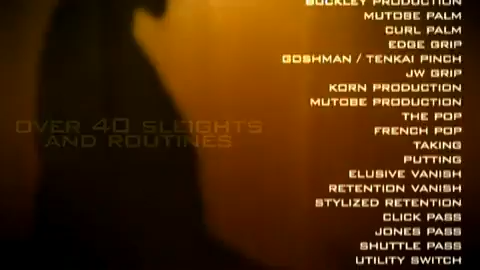 BUCKLEY PRODUCTION
MUTOBE PALM
CURL PALM
EDGE GRIP
GOSHMAN / TENKAI PINCH
JW GRIP
KORN PRODUCTION
MUTOBE PRODUCTION
THE POP
FRENCH POP
TAKING
PUTTING
ELUSIVE VANISH
RETENTION VANISH
STYLIZED RETENTION
CLICK PASS
JONES PASS
SHUTTLE PASS
UTILITY SWITCH
OVER 40 SLEIGHTS
AND ROUTINES